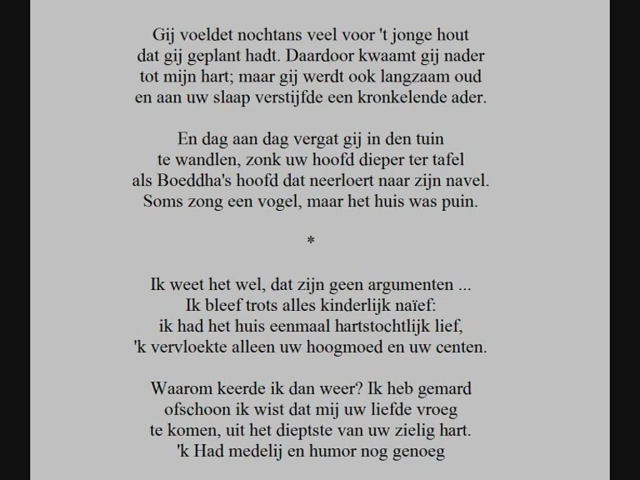 Gij voeldet nochtans veel voor 't jonge hout
dat gij geplant hadt. Daardoor kwaamt gij nader
tot mijn hart; maar gij werdt ook langzaam oud
en aan uw slaap verstijfde een kronkelende ader.
En dag aan dag vergat gij in den tuin
te wandlen, zonk uw hoofd dieper ter tafel
als Boeddha's hoofd dat neerloert naar zijn navel.
Soms zong een vogel, maar het huis was puin.
*
Ik weet het wel, dat zijn geen argumenten ...
Ik bleef trots alles kinderlijk naïef:
ik had het huis eenmaal hartstochtlijk lief,
'k vervloekte alleen uw hoogmoed en uw centen.
Waarom keerde ik dan weer? Ik heb gemard
ofschoon ik wist dat mij uw liefde vroeg
te komen, uit het dieptste van uw zielig hart.
'k Had medelij en humor nog genoeg